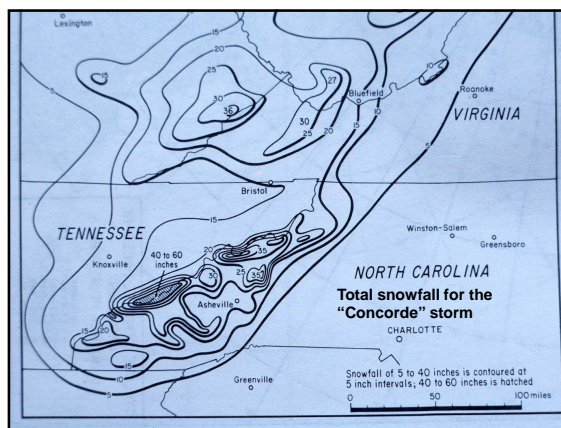 Lexington
15
20
25
27
10
15
5
Bluefield
Roanoke
30
36
30
25
20
15
10
VIRGINIA
5
Bristol
15
TENNESSEE
40 to 60
inches
20
35
Winston-Salem
Greensboro
Knoxville
30
25
35
NORTH CAROLINA
Asheville
Total snowfall for the
“Concorde” storm
CHARLOTTE
15
20
15
10
5
Greenville
Snowfall of 5 to 40 inches is contoured at
5 inch intervals; 40 to 60 inches is hatched
0
50
100 miles